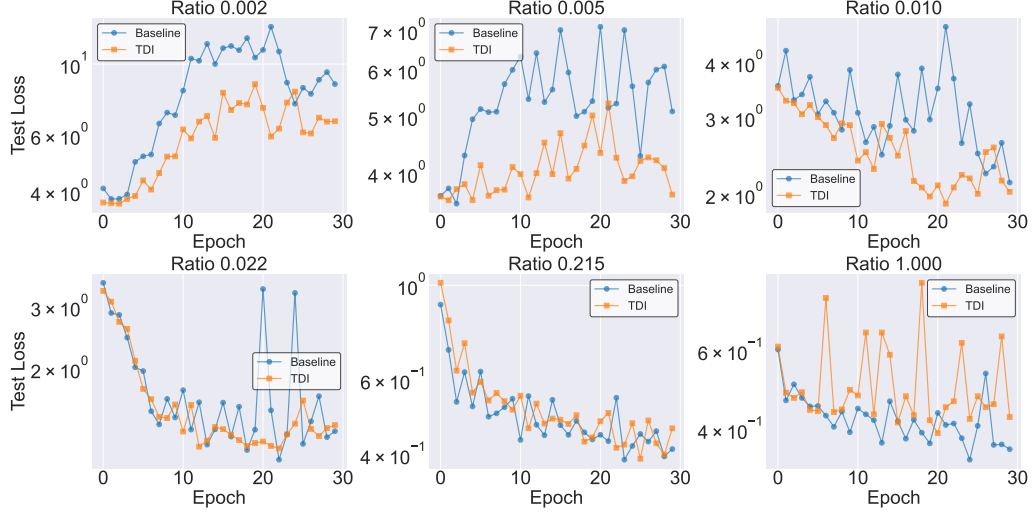 Ratio 0.002
Ratio 0.005
Ratio 0.010
Test Loss
10¹
6 × 10⁰
4 × 10⁰
Baseline
TDI
0 10 20 30
Epoch
7 × 10⁰
6 × 10⁰
5 × 10⁰
4 × 10⁰
Baseline
TDI
0 10 20 30
Epoch
4 × 10⁰
3 × 10⁰
2 × 10⁰
Baseline
TDI
0 10 20 30
Epoch
Ratio 0.022
Ratio 0.215
Ratio 1.000
Test Loss
3 × 10⁰
2 × 10⁰
Baseline
TDI
0 10 20 30
Epoch
10⁰
6 × 10⁻¹
4 × 10⁻¹
Baseline
TDI
0 10 20 30
Epoch
6 × 10⁻¹
4 × 10⁻¹
Baseline
TDI
0 10 20 30
Epoch